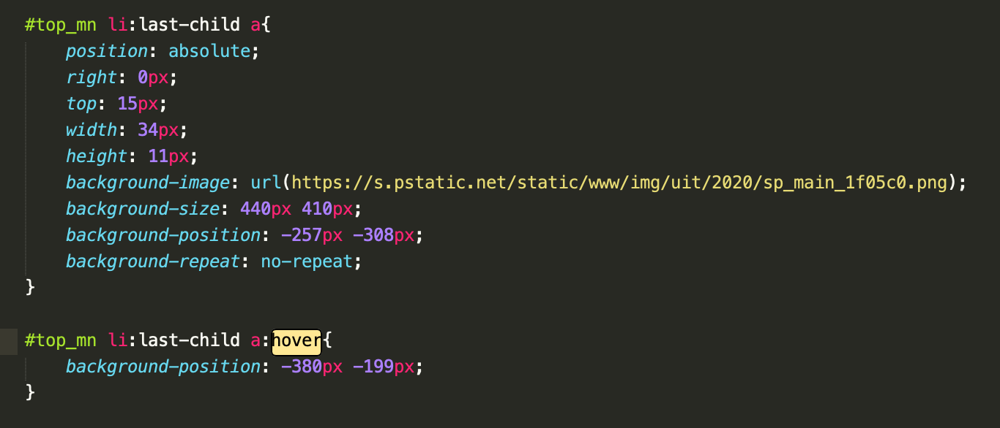 #top_mn li:last-child a{
    position: absolute;
    right: 0px;
    top: 15px;
    width: 34px;
    height: 11px;
    background-image: url(https://s.pstatic.net/static/www/img/uit/2020/sp_main_1f05c0.png);
    background-size: 440px 410px;
    background-position: -257px -308px;
    background-repeat: no-repeat;
}

#top_mn li:last-child a:hover{
    background-position: -380px -199px;
}